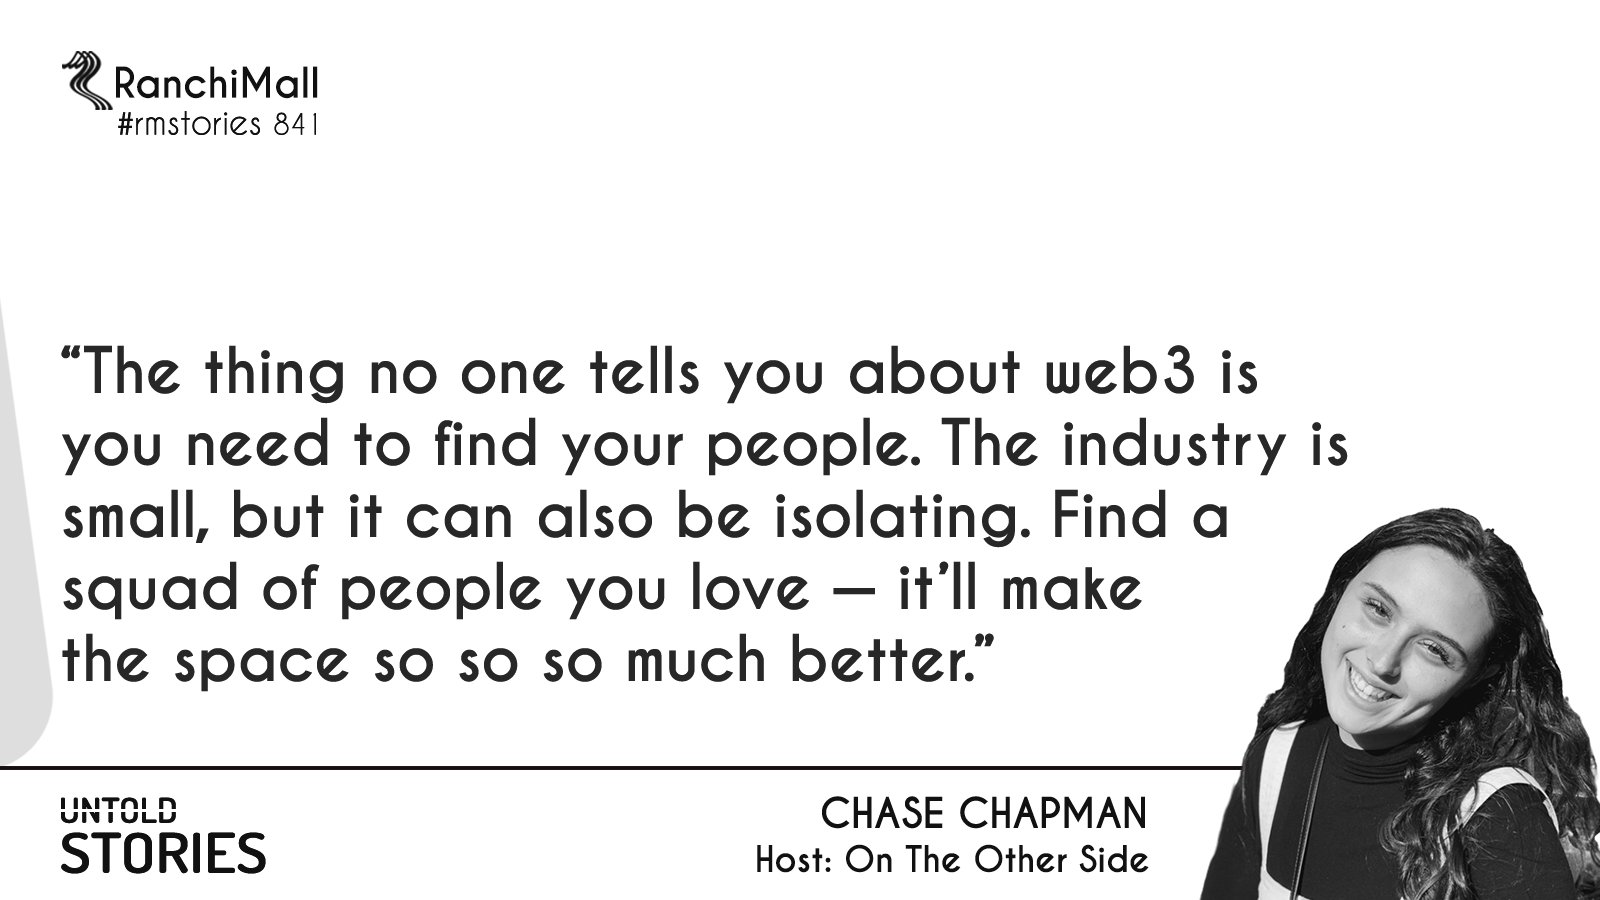 RanchiMall
#rmstories 841
“The thing no one tells you about web3 is
you need to find your people. The industry is
small, but it can also be isolating. Find a
squad of people you love — it’ll make
the space so so so much better.”
UNTOLD
STORIES
CHASE CHAPMAN
Host: On The Other Side